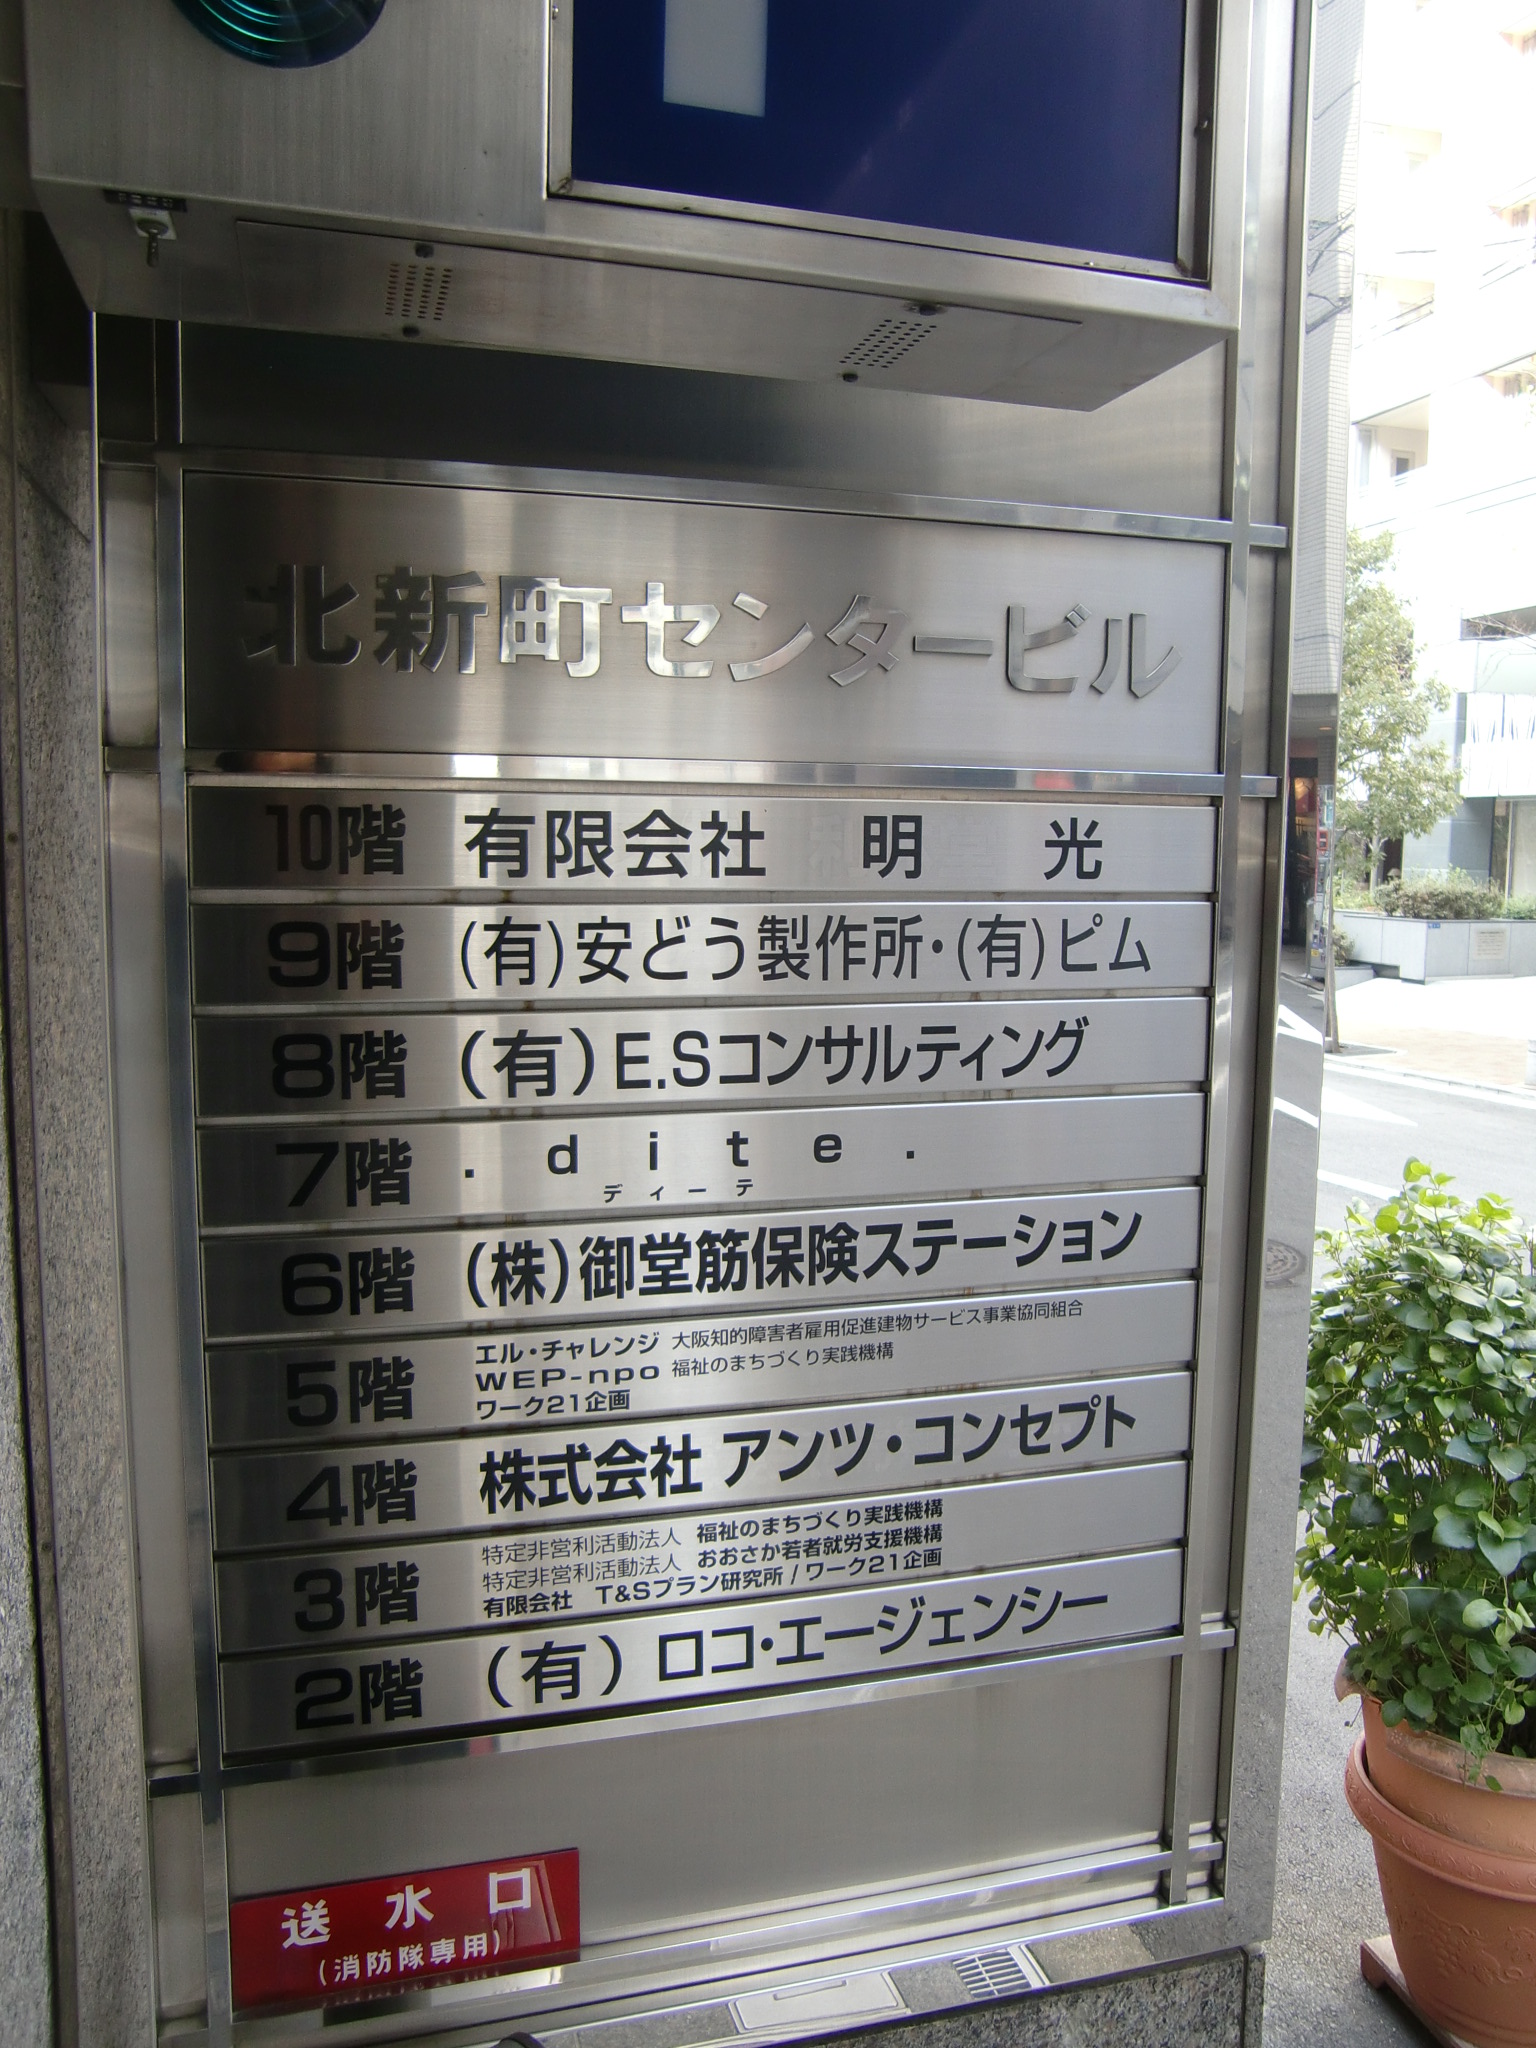 北新町センタービル
10階 有限会社 明光
9階 (有)安どう製作所・(有)ピム
8階 (有)E.Sコンサルティング
7階 .dite.
ディーテ
6階 (株)御堂筋保険ステーション
5階 エル・チャレンジ 大阪知的障害者雇用促進建物サービス事業協同組合
WEP-npo 福祉のまちづくり実践機構
ワーク21企画
4階 株式会社 アンツ・コンセプト
3階 特定非営利活動法人 福祉のまちづくり実践機構
特定非営利活動法人 おおさか若者就労支援機構
有限会社 T&Sプラン研究所 / ワーク21企画
2階 (有) ロコ・エージェンシー
送水口
(消防隊専用)